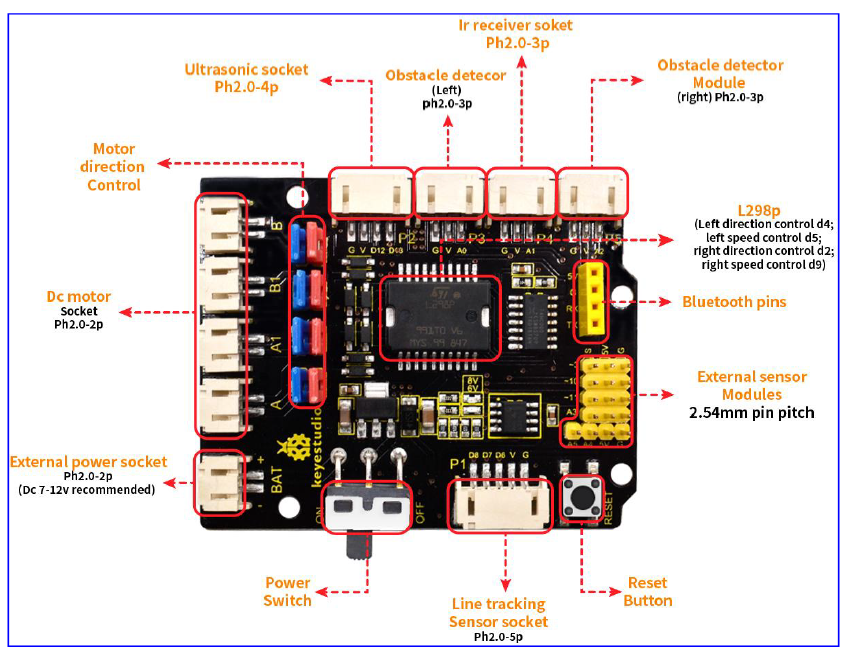 Ir receiver soket
Ph2.0-3p
Ultrasonic socket
Ph2.0-4p
Obstacle detecor
(Left)
ph2.0-3p
Obstacle detector
Module
(right) Ph2.0-3p
Motor
direction
Control
L298p
(Left direction control d4;
left speed control d5;
right direction control d2;
right speed control d9)
Dc motor
Socket
Ph2.0-2p
Bluetooth pins
External sensor
Modules
2.54mm pin pitch
External power socket
Ph2.0-2p
(Dc 7-12v recommended)
Power
Switch
Line tracking
Sensor socket
Ph2.0-5p
Reset
Button
P2
P3
P4
G V D12
G V A0
G V A1
B
B1
A1
A
L298P
8V
6V
keyestudio
BAT
+
-
P1
D8 D7 D6 V G
ON
OFF
RESET